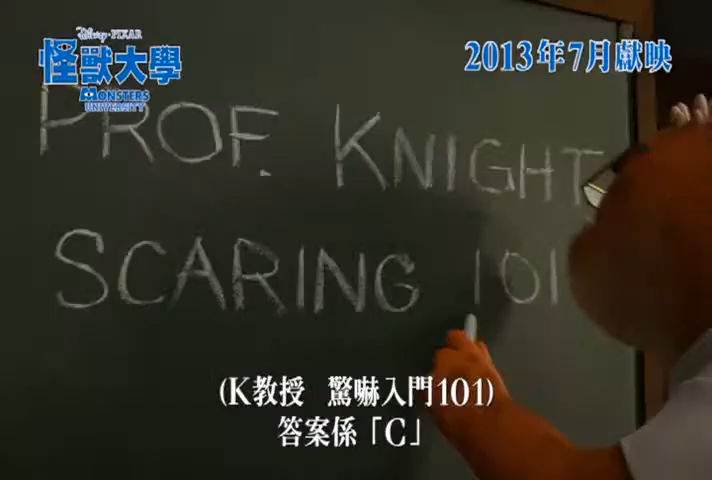 Disney·PIXAR
怪獸大學
MONSTERS
UNIVERSITY
2013年7月獻映
PROF. KNIGHT
SCARING 101
(K教授 驚嚇入門101)
答案係「C」